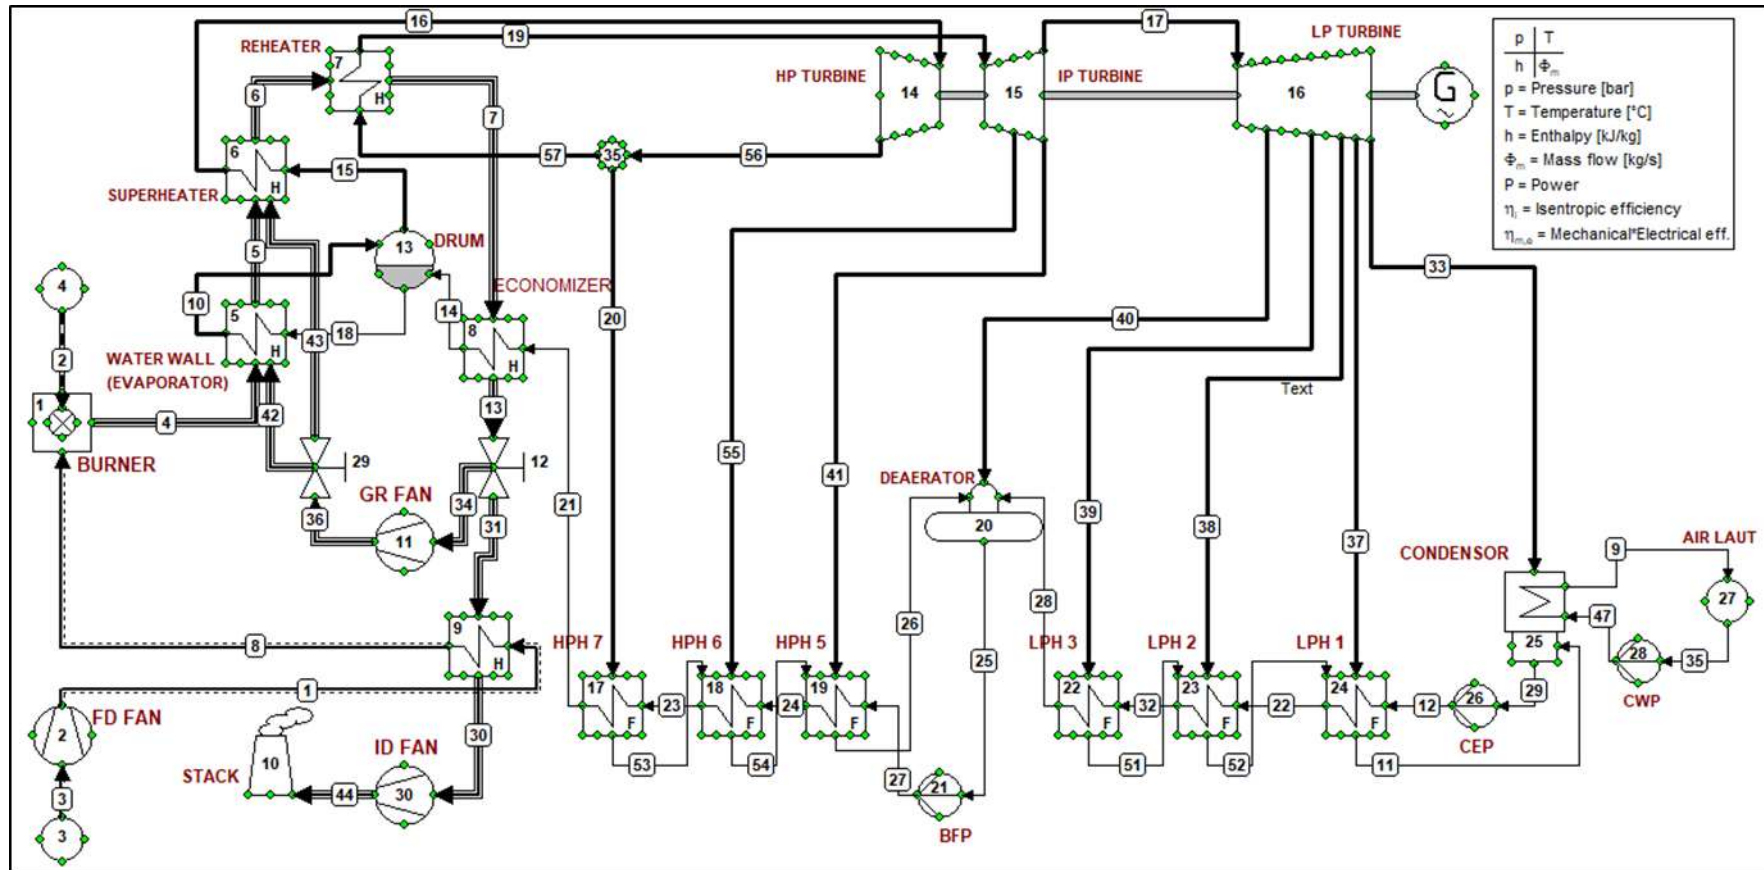 16
17
LP TURBINE
19
REHEATER
7
H
HP TURBINE
14
15
IP TURBINE
16
G
~
p T
h Φm
p = Pressure [bar]
T = Temperature [°C]
h = Enthalpy [kJ/kg]
Φm = Mass flow [kg/s]
P = Power
ηi = Isentropic efficiency
ηm,e = Mechanical*Electrical eff.
6
7
57
35
56
6
H
15
SUPERHEATER
13
DRUM
5
33
4
ECONOMIZER
10
14
20
40
5
H
18
43
8
H
WATER WALL
(EVAPORATOR)
2
Text
1
4
42
13
BURNER
29
12
55
41
DEAERATOR
GR FAN
34
21
36
31
11
20
39
38
37
CONDENSOR
9
AIR LAUT
27
28
26
47
8
9
H
HPH 7
HPH 6
HPH 5
25
LPH 3
LPH 2
LPH 1
25
28
35
1
17
F
23
18
F
24
19
F
22
F
32
23
F
22
24
F
12
26
29
CWP
FD FAN
2
30
ID FAN
CEP
STACK
10
53
54
27
51
52
11
3
44
30
21
3
BFP